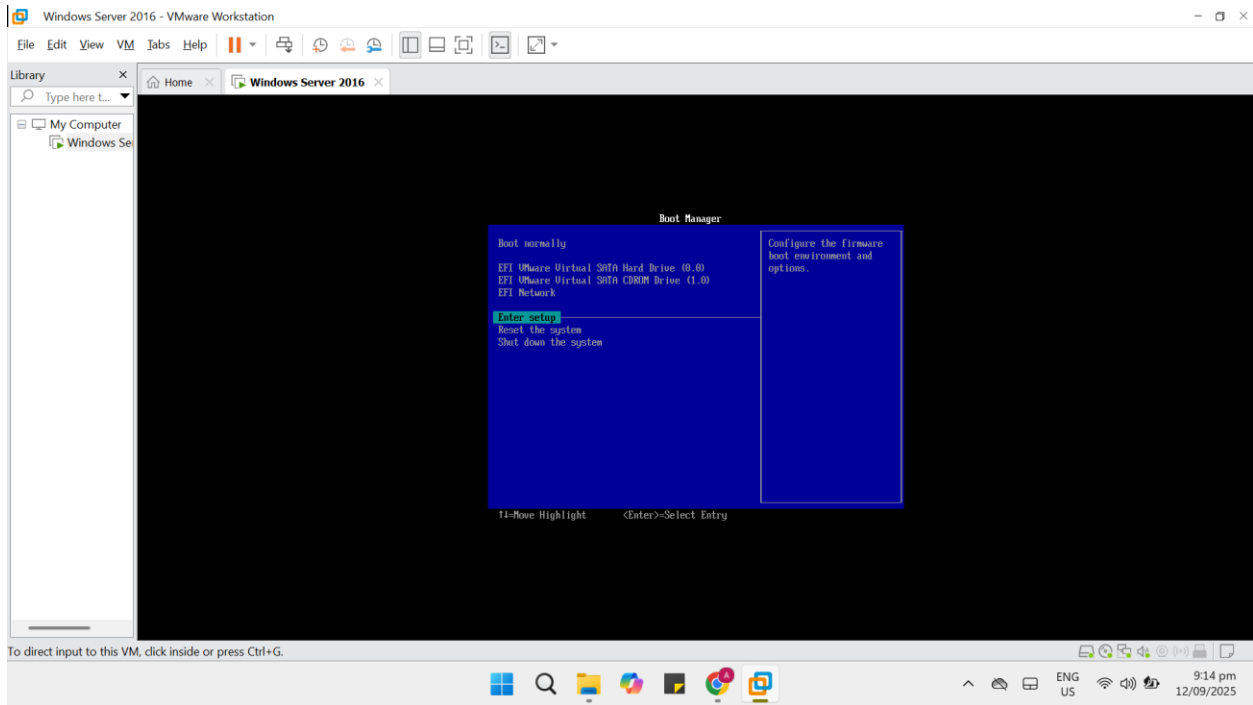 Windows Server 2016 - VMware Workstation
File Edit View VM Tabs Help
Library
Home
Windows Server 2016
Type here t...
My Computer
Windows Se
Boot Manager
Boot normally
EFI VMware Virtual SATA Hard Drive (0.0)
EFI VMware Virtual SATA CDROM Drive (1.0)
EFI Network
Enter setup
Reset the system
Shut down the system
Configure the firmware
boot environment and
options.
↑↓=Move Highlight <Enter>=Select Entry
To direct input to this VM, click inside or press Ctrl+G.
ENG
US
9:14 pm
12/09/2025